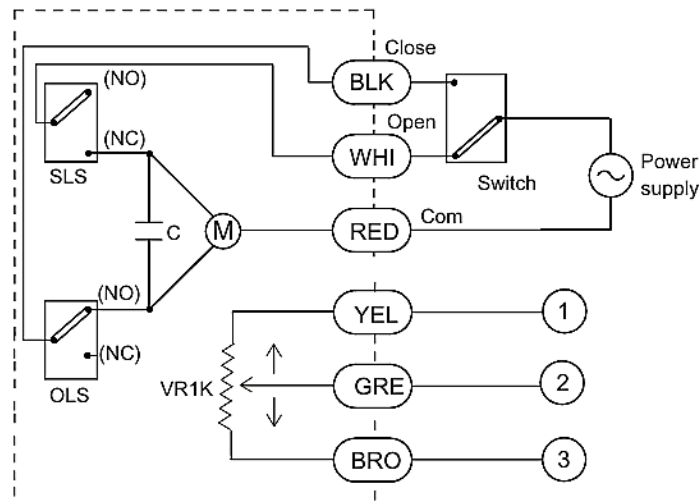 Close
(NO)
BLK
Open
(NC)
WHI
SLS
Switch
Power
supply
C
M
RED
Com
(NO)
YEL
1
(NC)
VR1K
GRE
2
OLS
BRO
3